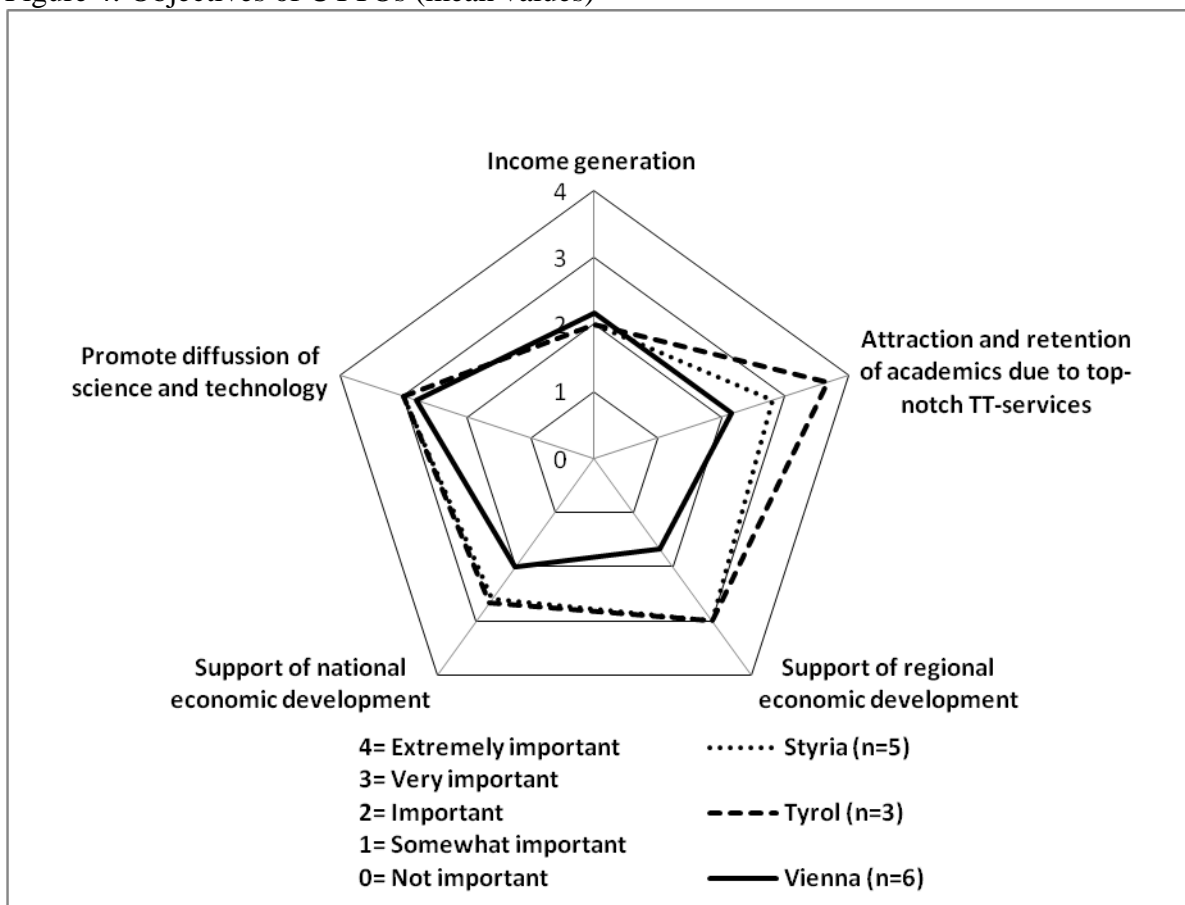 Figure 4: Objectives of UTTOs (mean values)
Income generation
4
3
2
1
0
Attraction and retention
of academics due to top-
notch TT-services
Promote diffussion of
science and technology
Support of national
economic development
Support of regional
economic development
4= Extremely important
3= Very important
2= Important
1= Somewhat important
0= Not important
Styria (n=5)
Tyrol (n=3)
Vienna (n=6)